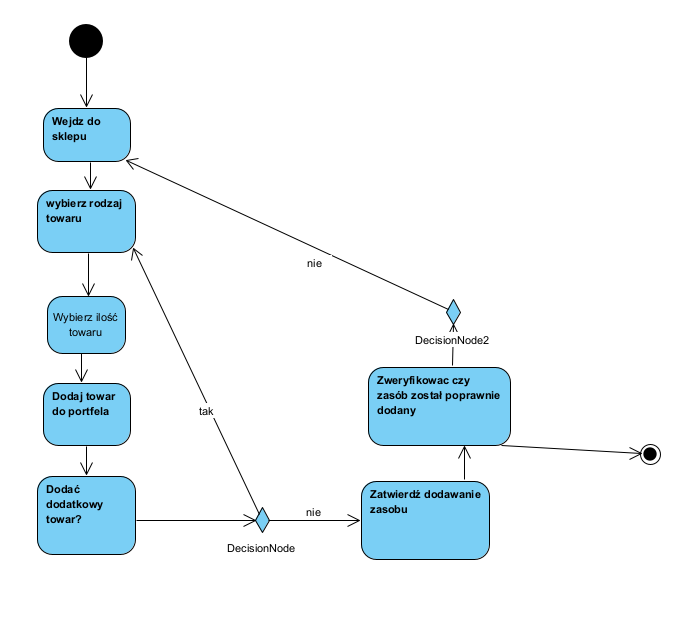 Wejdz do
sklepu
wybierz rodzaj
towaru
nie
Wybierz ilość
towaru
DecisionNode2
Dodaj towar
do portfela
Zweryfikowac czy
zasób został poprawnie
dodany
tak
Dodać
dodatkowy
towar?
nie
Zatwierdź dodawanie
zasobu
DecisionNode